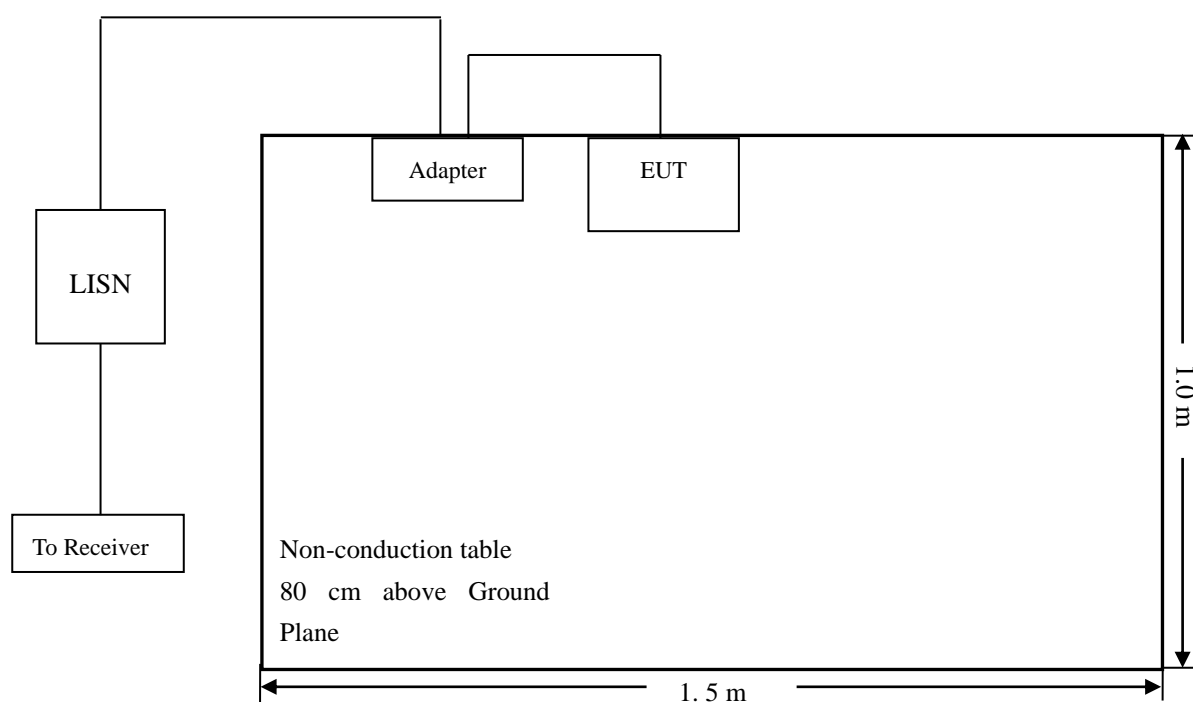 Adapter
EUT
LISN
1.0 m
To Receiver
Non-conduction table
80 cm above Ground
Plane
1. 5 m